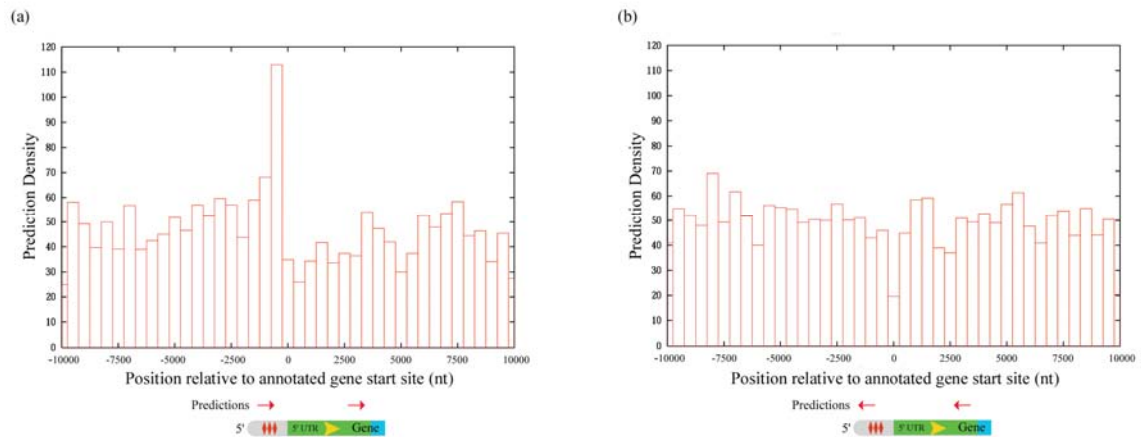 (a)
Prediction Density
120
110
100
90
80
70
60
50
40
30
20
10
0
-10000 -7500 -5000 -2500 0 2500 5000 7500 10000
Position relative to annotated gene start site (nt)
Predictions
5' 5' UTR Gene
(b)
Prediction Density
120
110
100
90
80
70
60
50
40
30
20
10
0
-10000 -7500 -5000 -2500 0 2500 5000 7500 10000
Position relative to annotated gene start site (nt)
Predictions
5' 5' UTR Gene